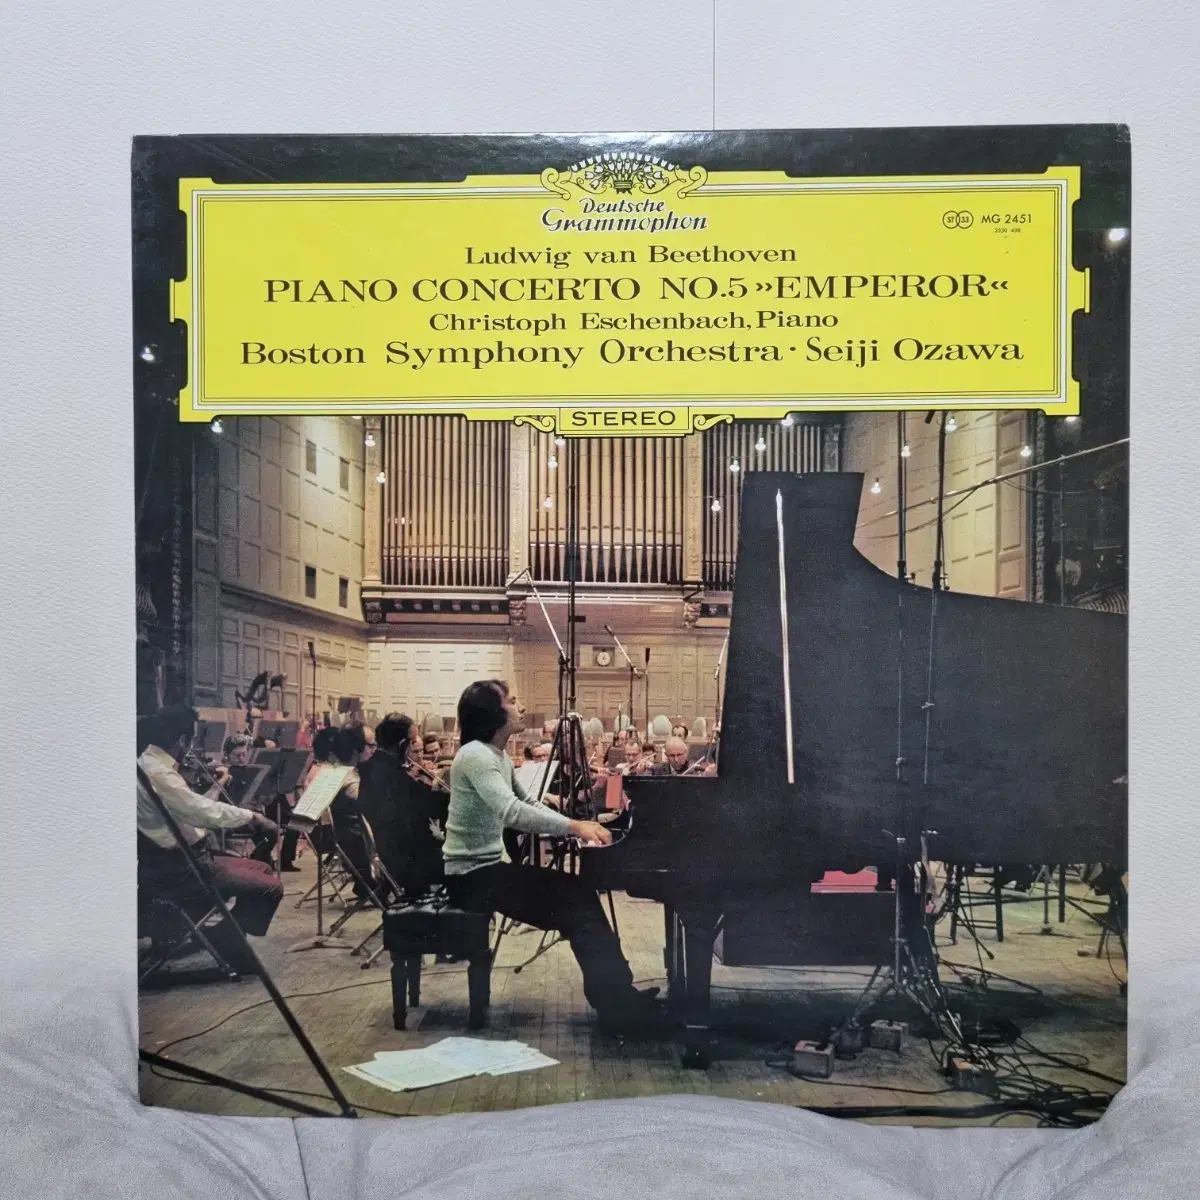 Deutsche
Grammophon
ST 33 MG 2451
2530 438
Ludwig van Beethoven
PIANO CONCERTO NO.5 »EMPEROR«
Christoph Eschenbach, Piano
Boston Symphony Orchestra · Seiji Ozawa
STEREO